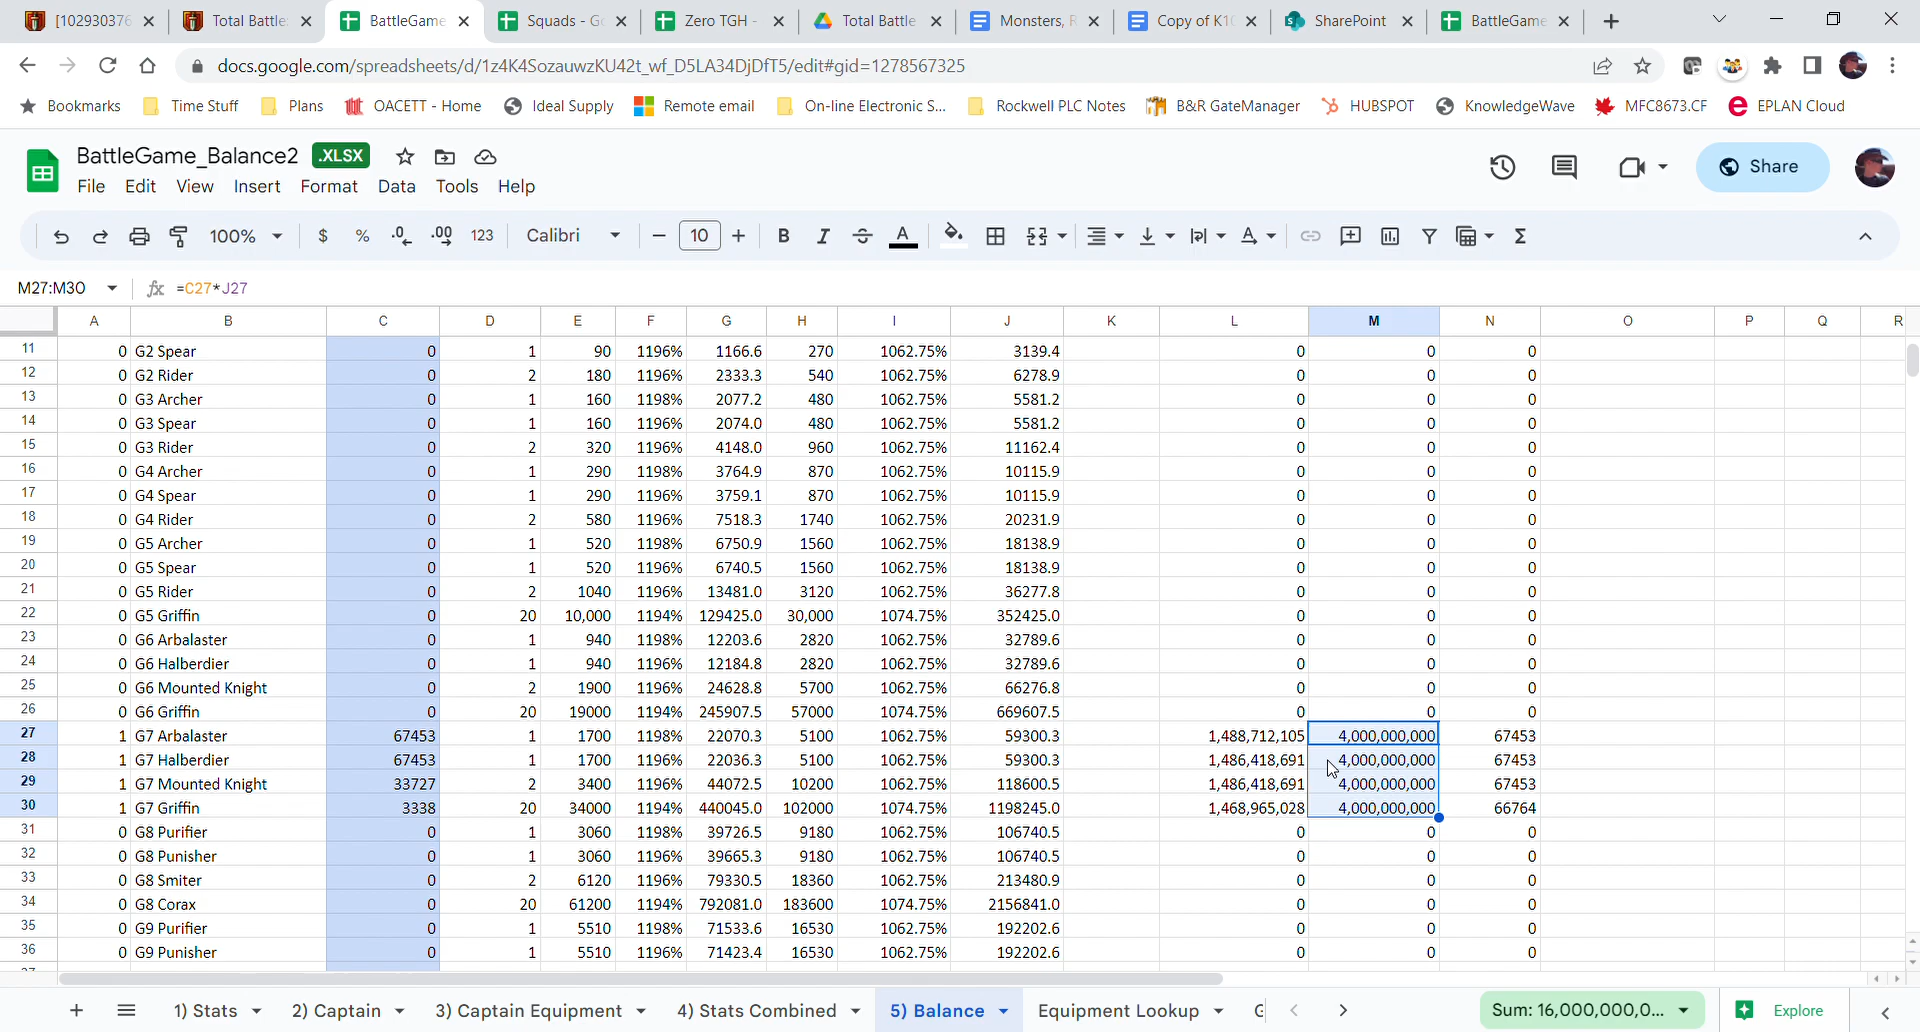 [102930376
Total Battle:
BattleGame
Squads - Go
Zero TGH -
Total Battle
Monsters, R
Copy of K10
SharePoint
BattleGame
docs.google.com/spreadsheets/d/1z4K4SozauwzKU42t_wf_D5LA34DjDfT5/edit#gid=1278567325
Bookmarks Time Stuff Plans OACETT - Home Ideal Supply Remote email On-line Electronic S... Rockwell PLC Notes B&R GateManager HUBSPOT KnowledgeWave MFC8673.CF EPLAN Cloud
BattleGame_Balance2 .XLSX
File Edit View Insert Format Data Tools Help
Share
100% $ % .0 .00 123 Calibri 10 B I A
M27:M30 fx =C27*J27
A B C D E F G H I J K L M N O P Q R
11 0 G2 Spear 0 1 90 1196% 1166.6 270 1062.75% 3139.4 0 0 0
12 0 G2 Rider 0 2 180 1196% 2333.3 540 1062.75% 6278.9 0 0 0
13 0 G3 Archer 0 1 160 1198% 2077.2 480 1062.75% 5581.2 0 0 0
14 0 G3 Spear 0 1 160 1196% 2074.0 480 1062.75% 5581.2 0 0 0
15 0 G3 Rider 0 2 320 1196% 4148.0 960 1062.75% 11162.4 0 0 0
16 0 G4 Archer 0 1 290 1198% 3764.9 870 1062.75% 10115.9 0 0 0
17 0 G4 Spear 0 1 290 1196% 3759.1 870 1062.75% 10115.9 0 0 0
18 0 G4 Rider 0 2 580 1196% 7518.3 1740 1062.75% 20231.9 0 0 0
19 0 G5 Archer 0 1 520 1198% 6750.9 1560 1062.75% 18138.9 0 0 0
20 0 G5 Spear 0 1 520 1196% 6740.5 1560 1062.75% 18138.9 0 0 0
21 0 G5 Rider 0 2 1040 1196% 13481.0 3120 1062.75% 36277.8 0 0 0
22 0 G5 Griffin 0 20 10,000 1194% 129425.0 30,000 1074.75% 352425.0 0 0 0
23 0 G6 Arbalaster 0 1 940 1198% 12203.6 2820 1062.75% 32789.6 0 0 0
24 0 G6 Halberdier 0 1 940 1196% 12184.8 2820 1062.75% 32789.6 0 0 0
25 0 G6 Mounted Knight 0 2 1900 1196% 24628.8 5700 1062.75% 66276.8 0 0 0
26 0 G6 Griffin 0 20 19000 1194% 245907.5 57000 1074.75% 669607.5 0 0 0
27 1 G7 Arbalaster 67453 1 1700 1198% 22070.3 5100 1062.75% 59300.3 1,488,712,105 4,000,000,000 67453
28 1 G7 Halberdier 67453 1 1700 1196% 22036.3 5100 1062.75% 59300.3 1,486,418,691 4,000,000,000 67453
29 1 G7 Mounted Knight 33727 2 3400 1196% 44072.5 10200 1062.75% 118600.5 1,486,418,691 4,000,000,000 67453
30 1 G7 Griffin 3338 20 34000 1194% 440045.0 102000 1074.75% 1198245.0 1,468,965,028 4,000,000,000 66764
31 0 G8 Purifier 0 1 3060 1198% 39726.5 9180 1062.75% 106740.5 0 0 0
32 0 G8 Punisher 0 1 3060 1196% 39665.3 9180 1062.75% 106740.5 0 0 0
33 0 G8 Smiter 0 2 6120 1196% 79330.5 18360 1062.75% 213480.9 0 0 0
34 0 G8 Corax 0 20 61200 1194% 792081.0 183600 1074.75% 2156841.0 0 0 0
35 0 G9 Purifier 0 1 5510 1198% 71533.6 16530 1062.75% 192202.6 0 0 0
36 0 G9 Punisher 0 1 5510 1196% 71423.4 16530 1062.75% 192202.6 0 0 0
1) Stats 2) Captain 3) Captain Equipment 4) Stats Combined 5) Balance Equipment Lookup Sum: 16,000,000,0... Explore